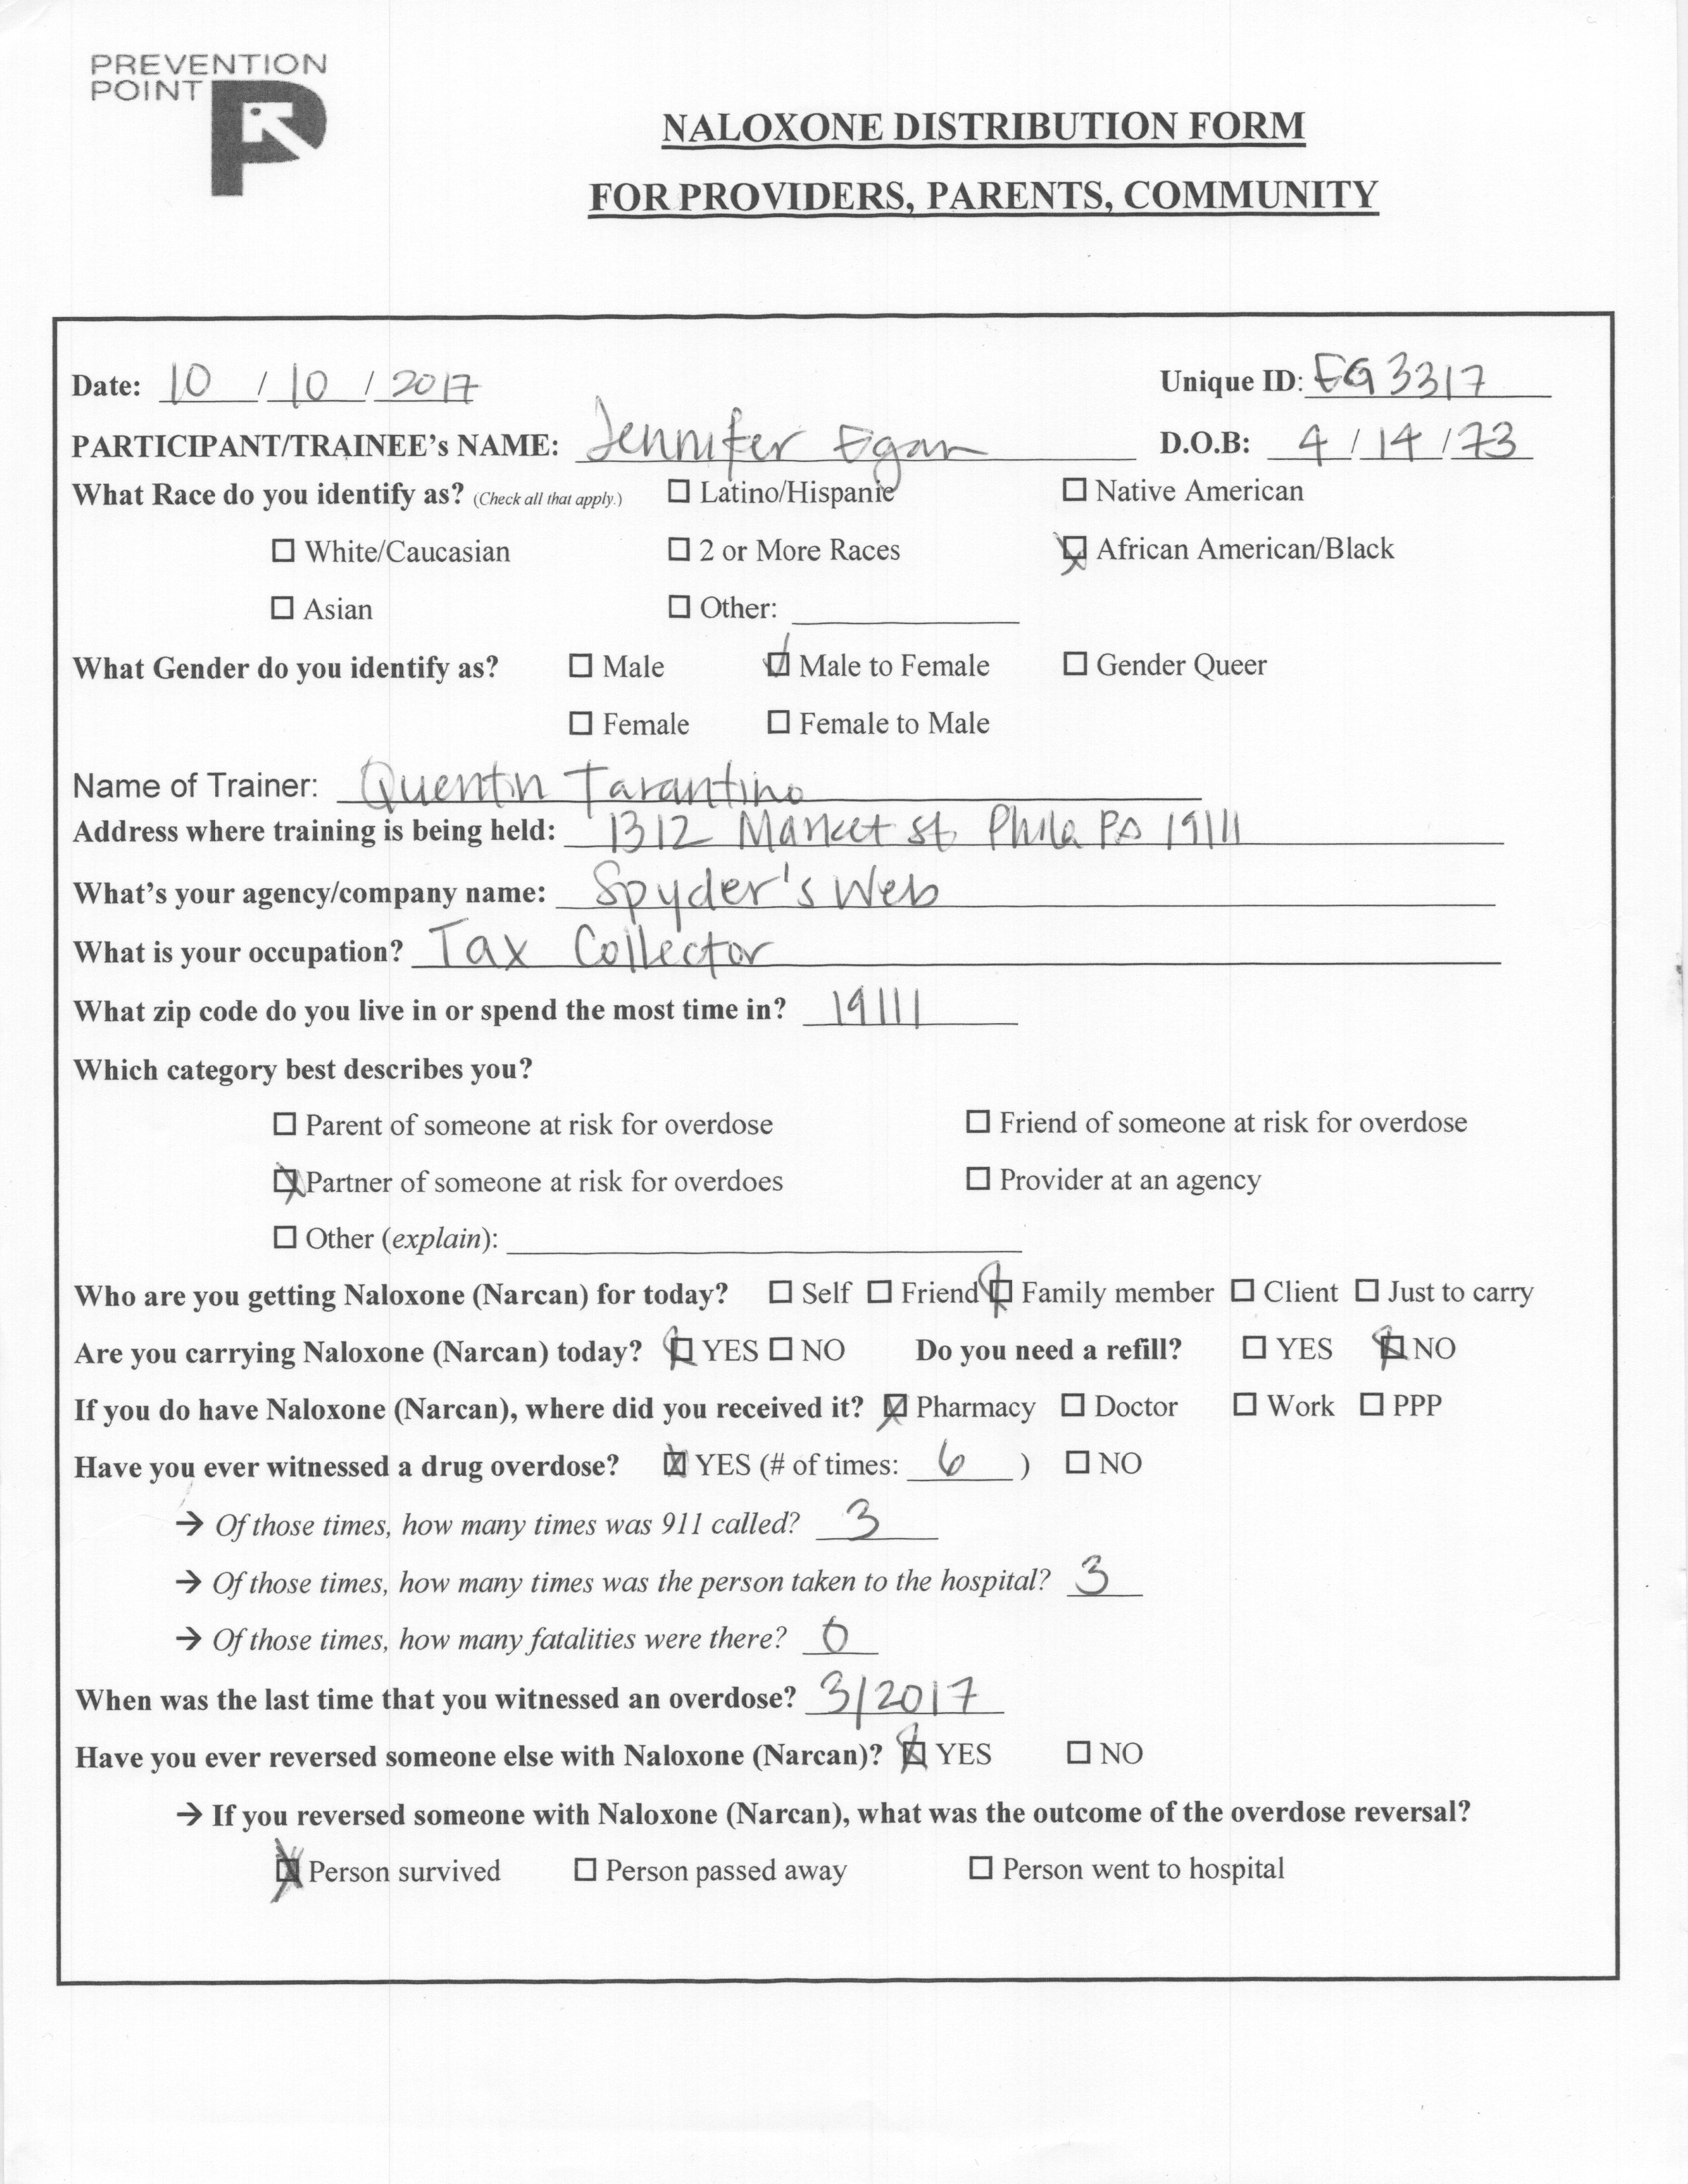 PREVENTION
POINT
NALOXONE DISTRIBUTION FORM
FOR PROVIDERS, PARENTS, COMMUNITY
Date: 10 / 10 / 2017 Unique ID: EG3317
PARTICIPANT/TRAINEE's NAME: Jennifer Egan D.O.B: 4 / 14 / 73
What Race do you identify as? (Check all that apply.) ☐ Latino/Hispanic ☐ Native American
☐ White/Caucasian ☐ 2 or More Races ☒ African American/Black
☐ Asian ☐ Other:
What Gender do you identify as? ☐ Male ☑ Male to Female ☐ Gender Queer
☐ Female ☐ Female to Male
Name of Trainer: Quentin Tarantino
Address where training is being held: 1312 Market St. Phila PA 19111
What's your agency/company name: Spyder's Web
What is your occupation? Tax Collector
What zip code do you live in or spend the most time in? 19111
Which category best describes you?
☐ Parent of someone at risk for overdose ☐ Friend of someone at risk for overdose
☒ Partner of someone at risk for overdoes ☐ Provider at an agency
☐ Other (explain):
Who are you getting Naloxone (Narcan) for today? ☐ Self ☐ Friend ☒ Family member ☐ Client ☐ Just to carry
Are you carrying Naloxone (Narcan) today? ☒ YES ☐ NO Do you need a refill? ☐ YES ☒ NO
If you do have Naloxone (Narcan), where did you received it? ☒ Pharmacy ☐ Doctor ☐ Work ☐ PPP
Have you ever witnessed a drug overdose? ☒ YES (# of times: 6 ) ☐ NO
→ Of those times, how many times was 911 called? 3
→ Of those times, how many times was the person taken to the hospital? 3
→ Of those times, how many fatalities were there? 0
When was the last time that you witnessed an overdose? 3/2017
Have you ever reversed someone else with Naloxone (Narcan)? ☒ YES ☐ NO
→ If you reversed someone with Naloxone (Narcan), what was the outcome of the overdose reversal?
☒ Person survived ☐ Person passed away ☐ Person went to hospital